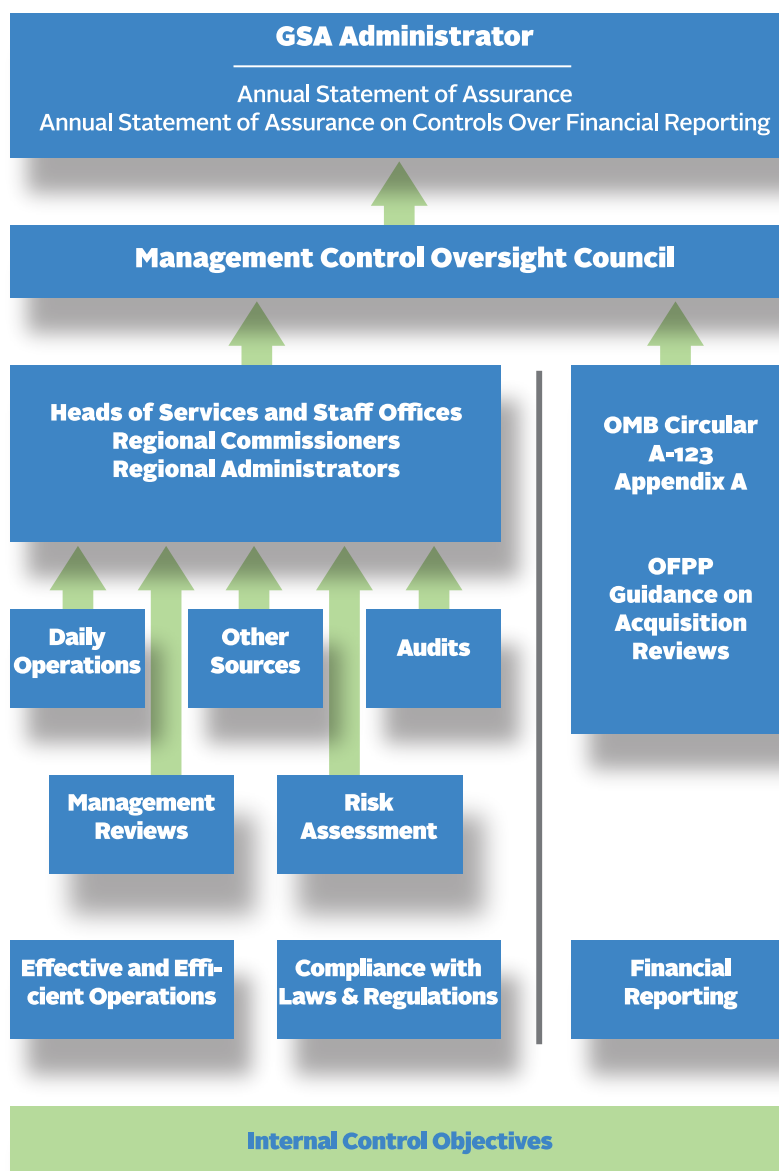 GSA Administrator
Annual Statement of Assurance
Annual Statement of Assurance on Controls Over Financial Reporting
Management Control Oversight Council
Heads of Services and Staff Offices
Regional Commissioners
Regional Administrators
OMB Circular
A-123
Appendix A
OFPP
Guidance on
Acquisition
Reviews
Daily
Operations
Other
Sources
Audits
Management
Reviews
Risk
Assessment
Effective and Effi-
cient Operations
Compliance with
Laws & Regulations
Financial
Reporting
Internal Control Objectives